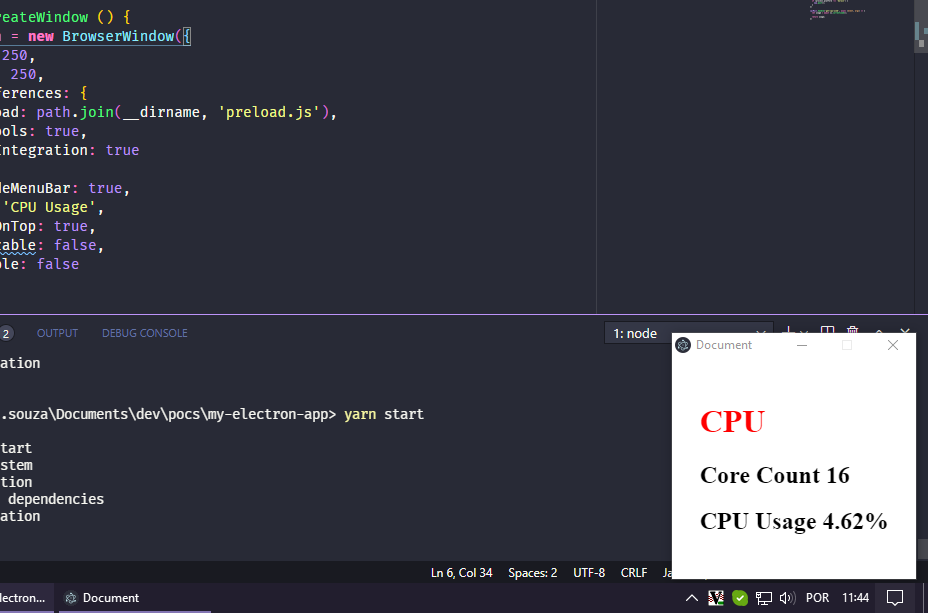 reateWindow () {
= new BrowserWindow({
250,
250,
ferences: {
oad: path.join(__dirname, 'preload.js'),
ools: true,
Integration: true
deMenuBar: true,
'CPU Usage',
OnTop: true,
zable: false,
ble: false
2 OUTPUT DEBUG CONSOLE 1: node
ation
.souza\Documents\dev\pocs\my-electron-app> yarn start
tart
stem
tion
dependencies
ation
Document
CPU
Core Count 16
CPU Usage 4.62%
Ln 6, Col 34 Spaces: 2 UTF-8 CRLF Ja
lectron... Document POR 11:44